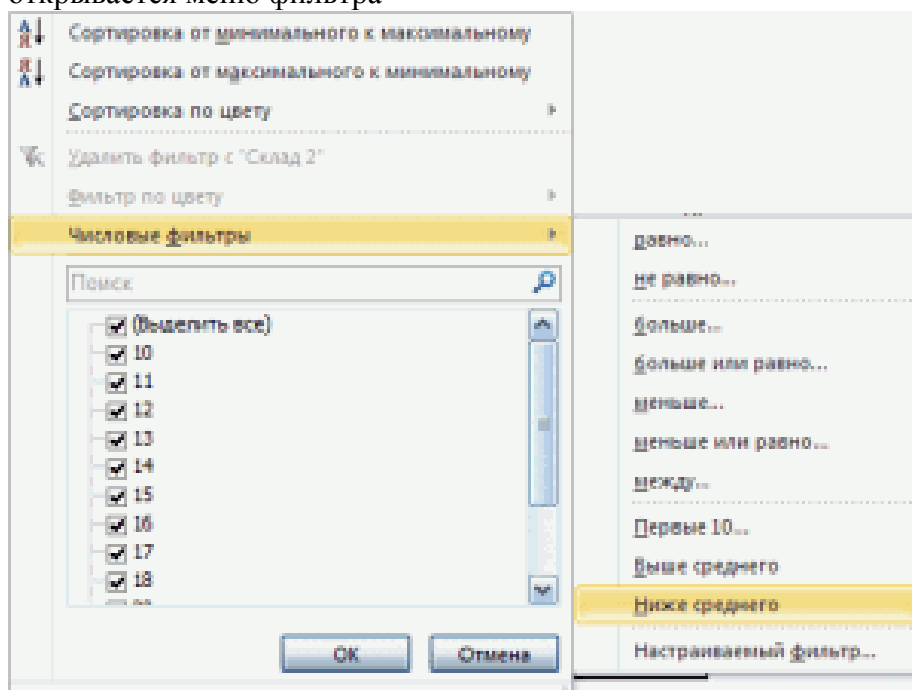 открывается меню фильтра
Сортировка от минимального к максимальному
Сортировка от максимального к минимальному
Сортировка по цвету
Удалить фильтр с "Склад 2"
Фильтр по цвету
Числовые фильтры
Поиск
(Выделить все)
10
11
12
13
14
15
16
17
18
ОК
Отмена
равно...
не равно...
больше...
больше или равно...
меньше...
меньше или равно...
между...
Первые 10...
Выше среднего
Ниже среднего
Настраиваемый фильтр...